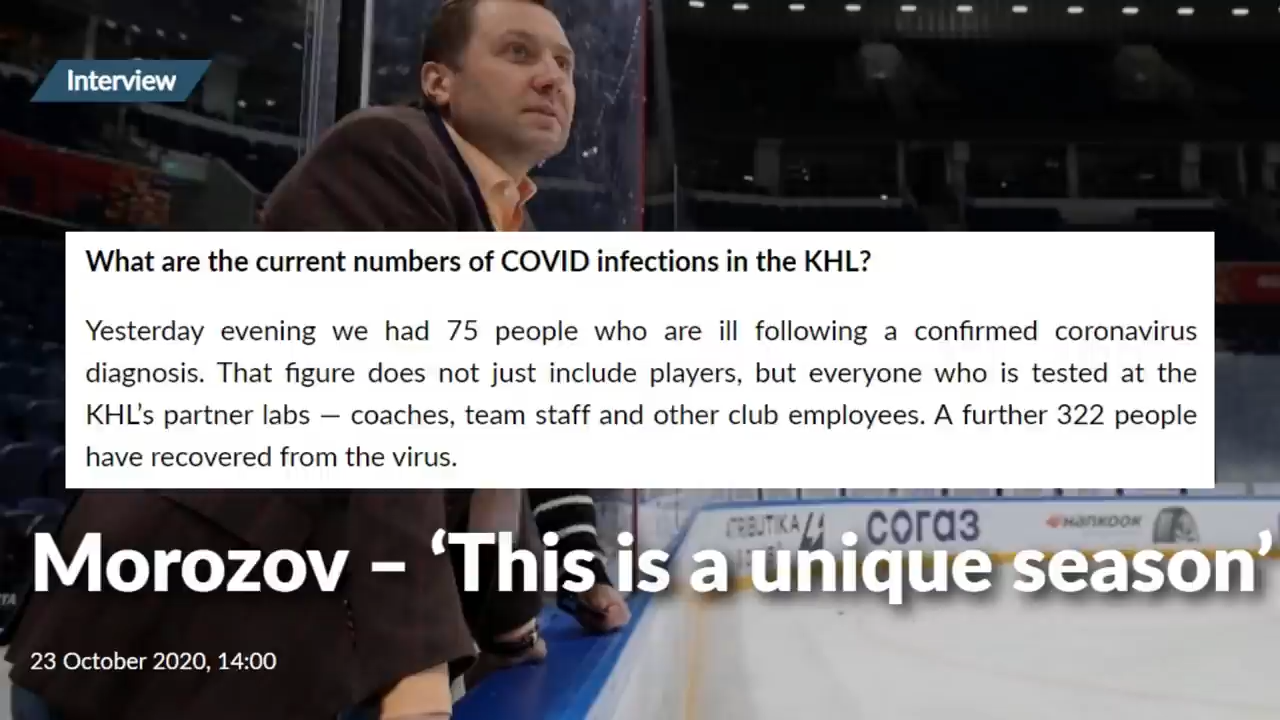 Interview
What are the current numbers of COVID infections in the KHL?
Yesterday evening we had 75 people who are ill following a confirmed coronavirus
diagnosis. That figure does not just include players, but everyone who is tested at the
KHL’s partner labs — coaches, team staff and other club employees. A further 322 people
have recovered from the virus.
СОГАЗ
HANKOOK
Morozov – ‘This is a unique season’
23 October 2020, 14:00